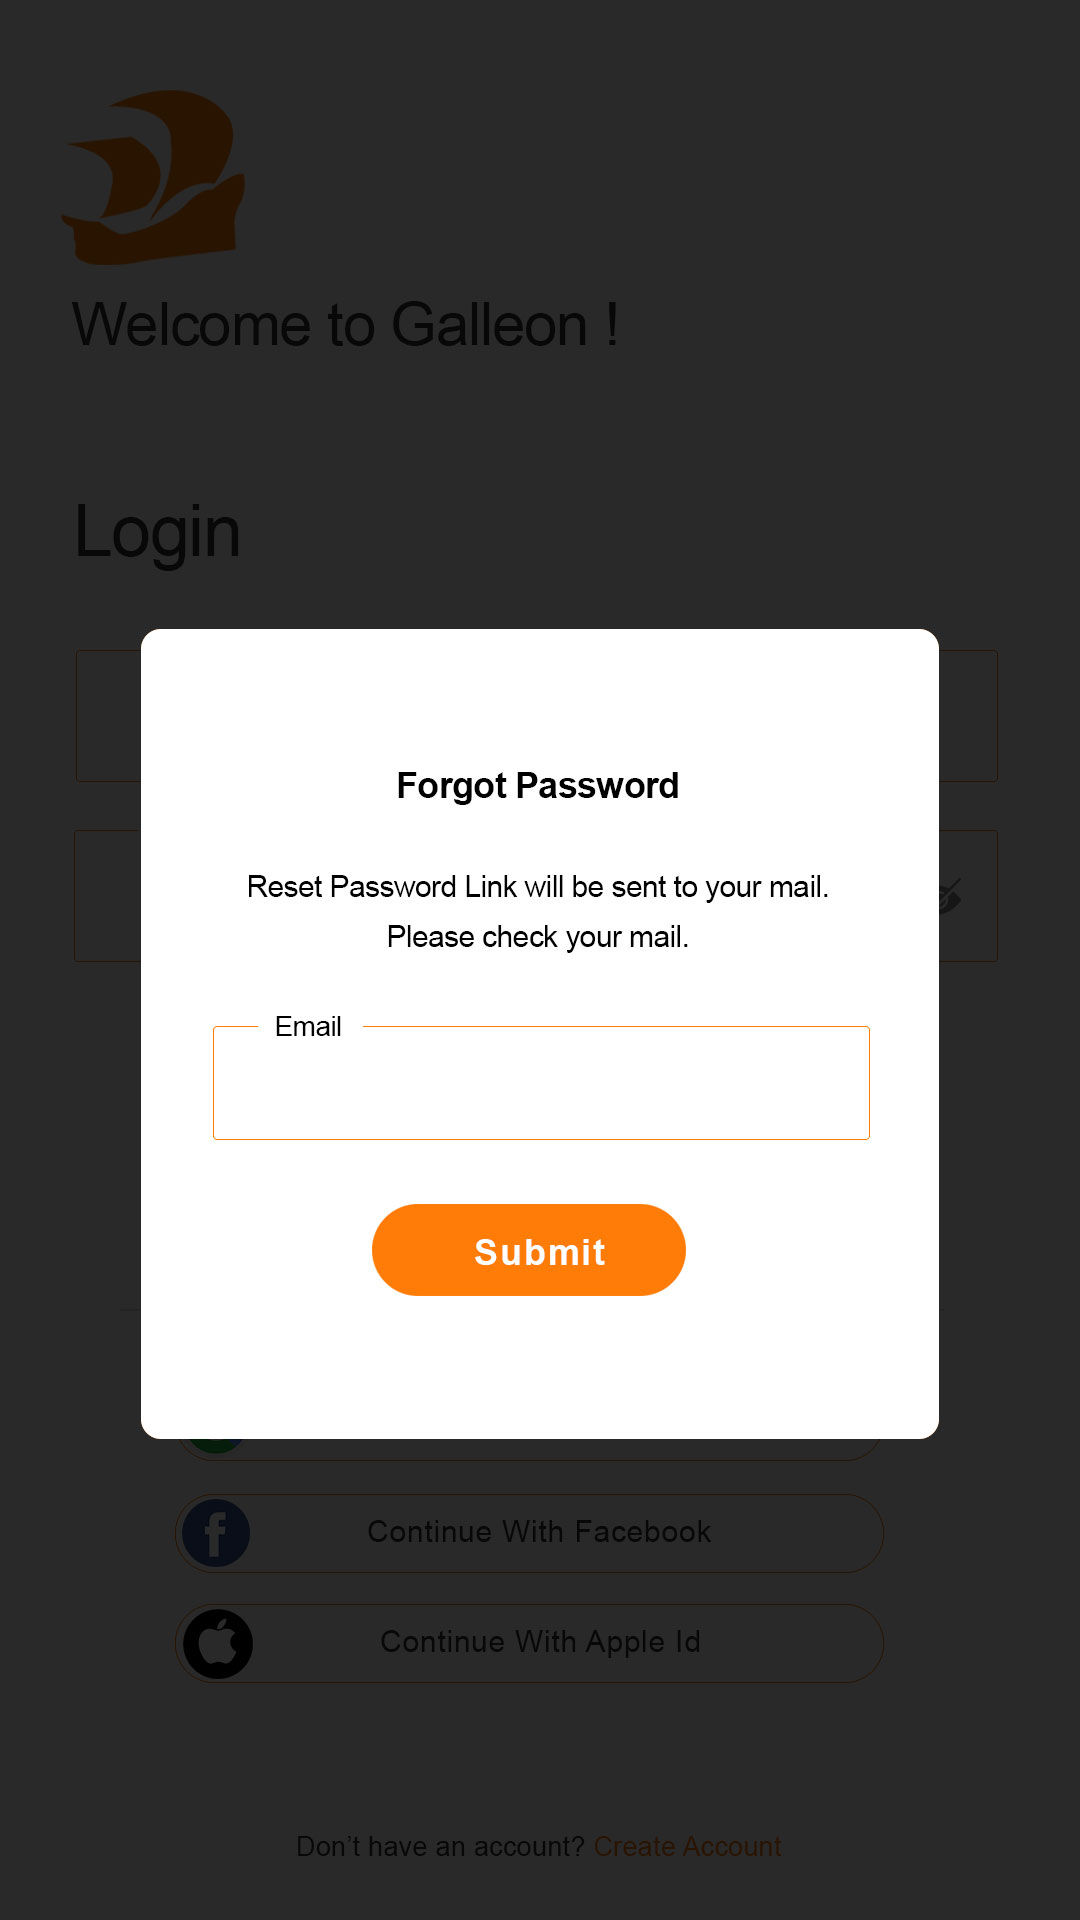 Welcome to Galleon !
Login
Forgot Password
Reset Password Link will be sent to your mail.
Please check your mail.
Email
Submit
Continue With Facebook
Continue With Apple Id
Don’t have an account? Create Account